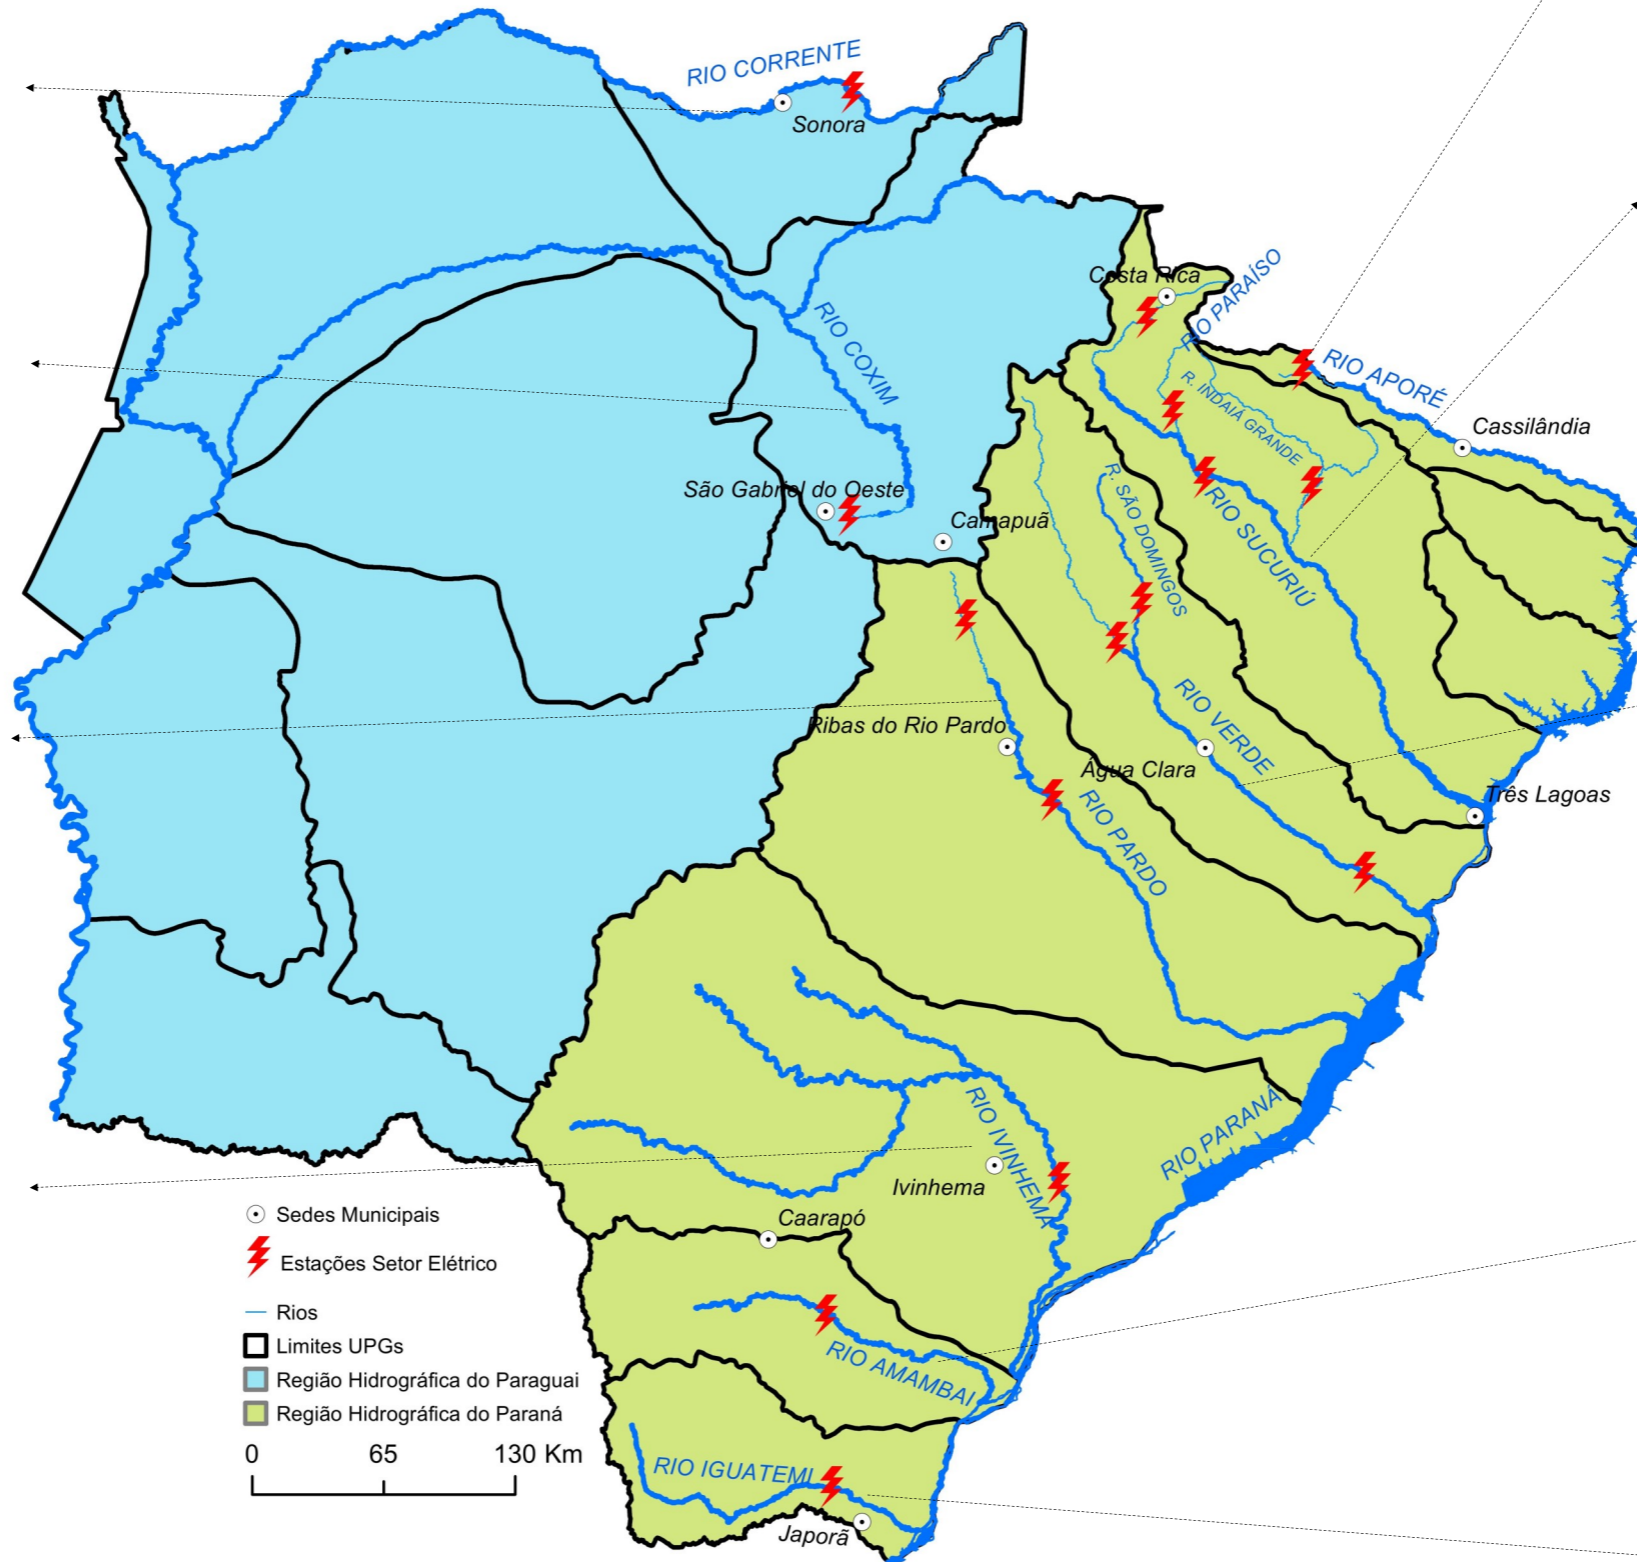 RIO CORRENTE
Sonora
Costa Rica
RIO PARAÍSO
RIO COXIM
RIO APORÉ
R. INDAIÁ GRANDE
Cassilândia
São Gabriel do Oeste
R. SÃO DOMINGOS
RIO SUCURIÚ
Camapuã
Ribas do Rio Pardo
RIO VERDE
Água Clara
RIO PARDO
Três Lagoas
RIO IVINHEMA
RIO PARANÁ
Ivinhema
Caarapó
RIO AMAMBAI
RIO IGUATEMI
Japorã
Sedes Municipais
Estações Setor Elétrico
Rios
Limites UPGs
Região Hidrográfica do Paraguai
Região Hidrográfica do Paraná
0 65 130 Km